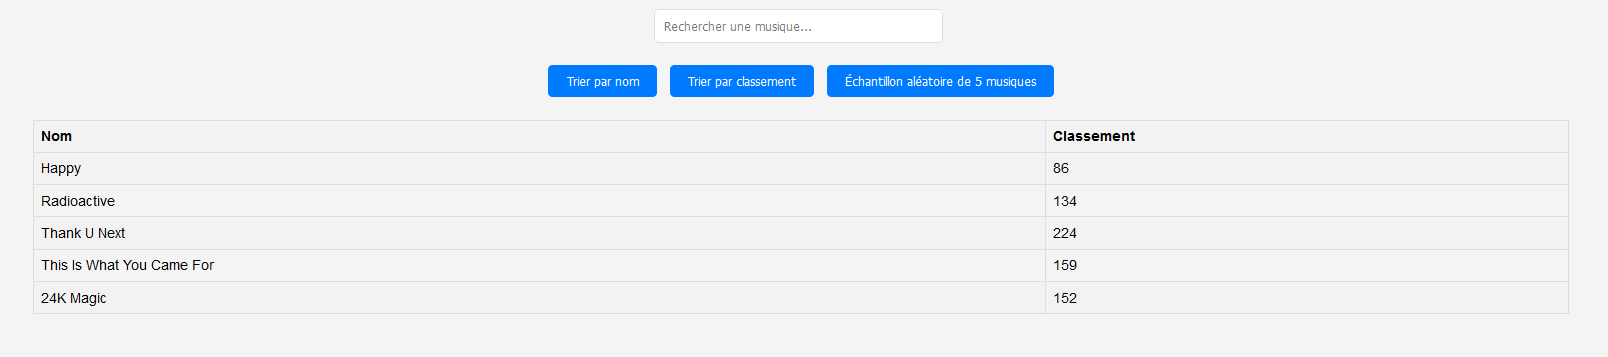 Rechercher une musique...
Trier par nom Trier par classement Échantillon aléatoire de 5 musiques
Nom Classement
Happy 86
Radioactive 134
Thank U Next 224
This Is What You Came For 159
24K Magic 152